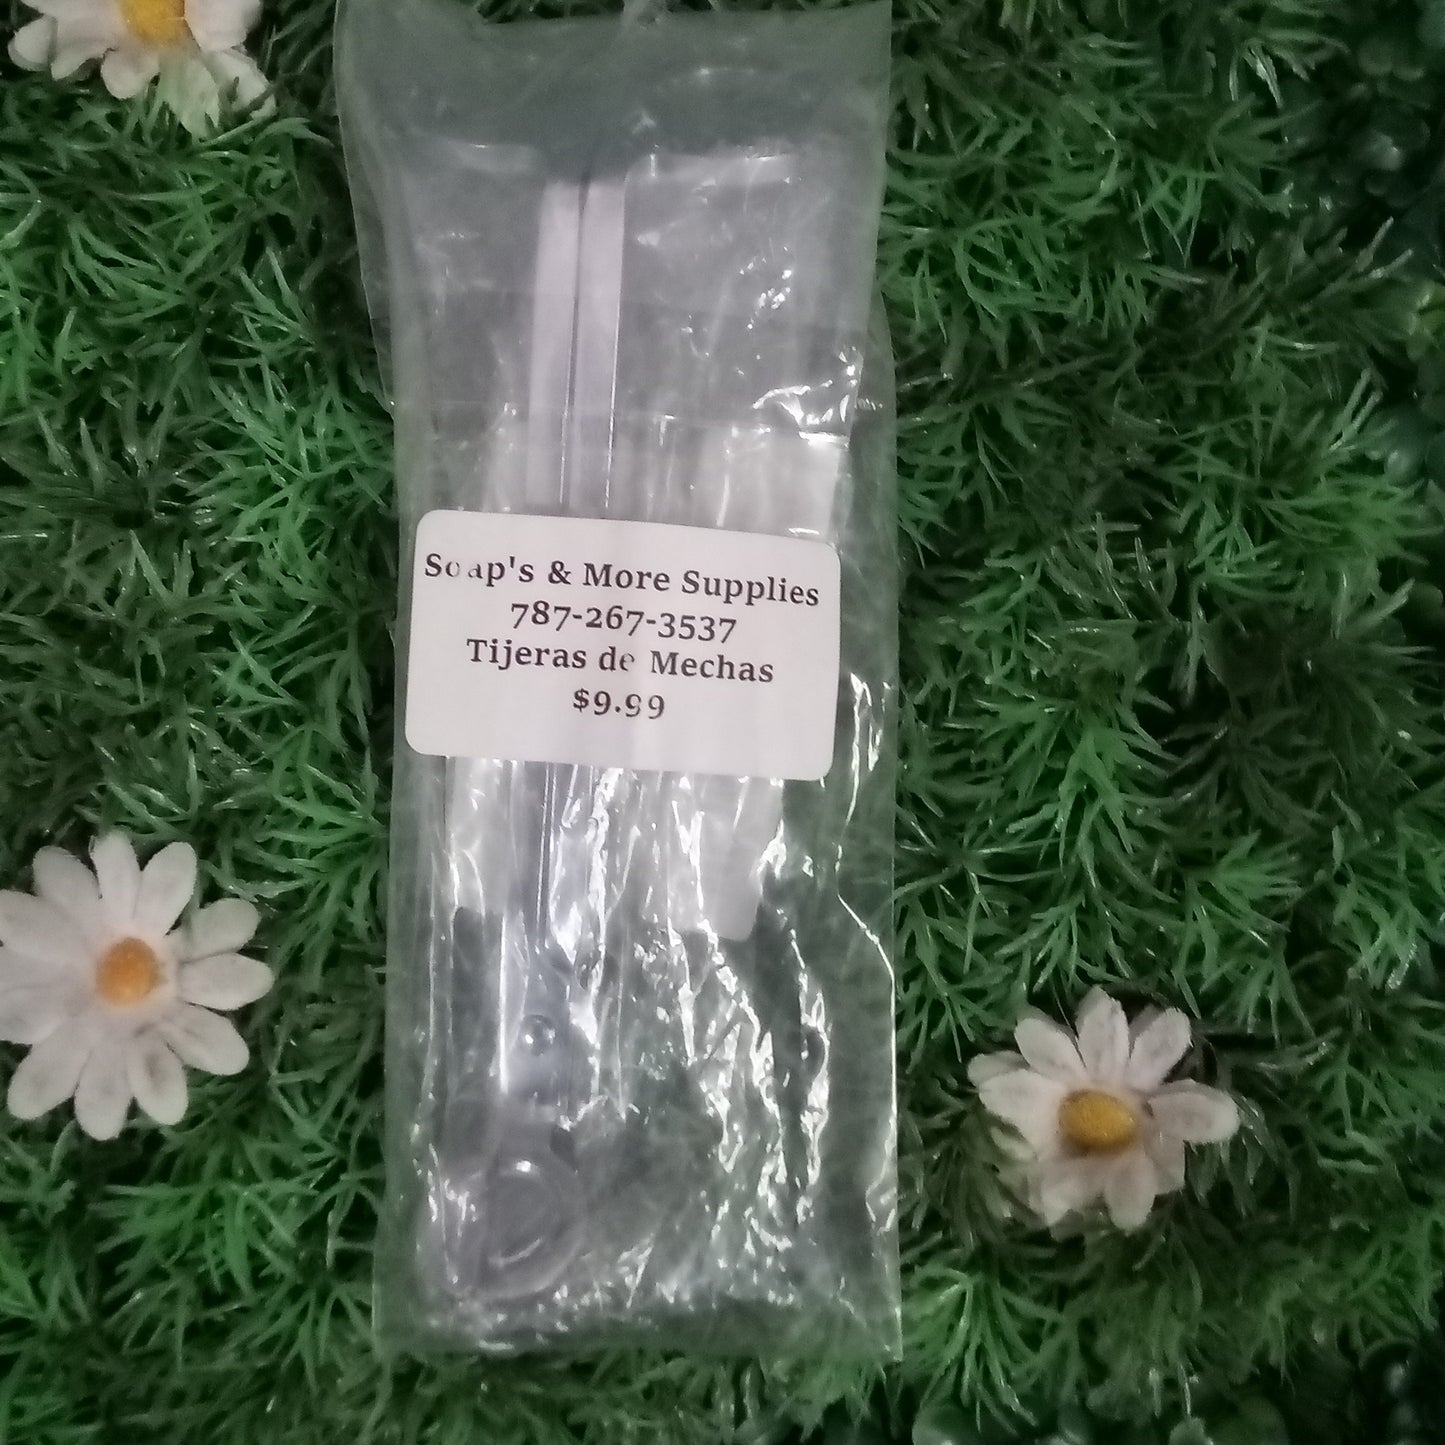 Soap's & More Supplies
787-267-3537
Tijeras de Mechas
$9.99